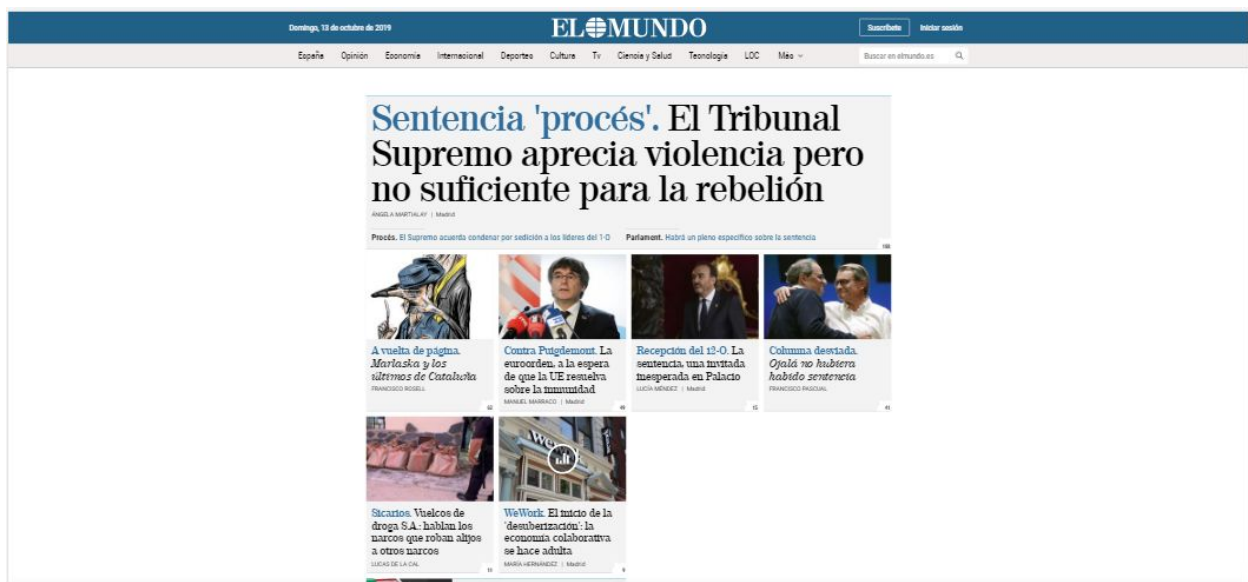 Domingo, 13 de octubre de 2019
EL MUNDO
Suscríbete
Iniciar sesión
España Opinión Economía Internacional Deportes Cultura Tv Ciencia y Salud Tecnología LOC Más
Buscar en elmundo.es
Sentencia 'procés'. El Tribunal
Supremo aprecia violencia pero
no suficiente para la rebelión
ÁNGELA MARTIALAY | Madrid
Procés. El Supremo acuerda condenar por sedición a los líderes del 1-O
Parlament. Habrá un pleno específico sobre la sentencia
188
A vuelta de página.
Marlaska y los
últimos de Cataluña
FRANCISCO ROSELL
62
Contra Puigdemont. La
euroorden, a la espera
de que la UE resuelva
sobre la inmunidad
MANUEL MARRACO | Madrid
49
Recepción del 12-O. La
sentencia, una invitada
inesperada en Palacio
LUCÍA MÉNDEZ | Madrid
15
Columna desviada.
Ojalá no hubiera
habido sentencia
FRANCISCO PASCUAL
41
Sicarios. Vuelcos de
droga S.A.: hablan los
narcos que roban alijos
a otros narcos
LUCAS DE LA CAL
wework
WeWork. El inicio de la
'desuberización': la
economía colaborativa
se hace adulta
MARÍA HERNÁNDEZ | Madrid